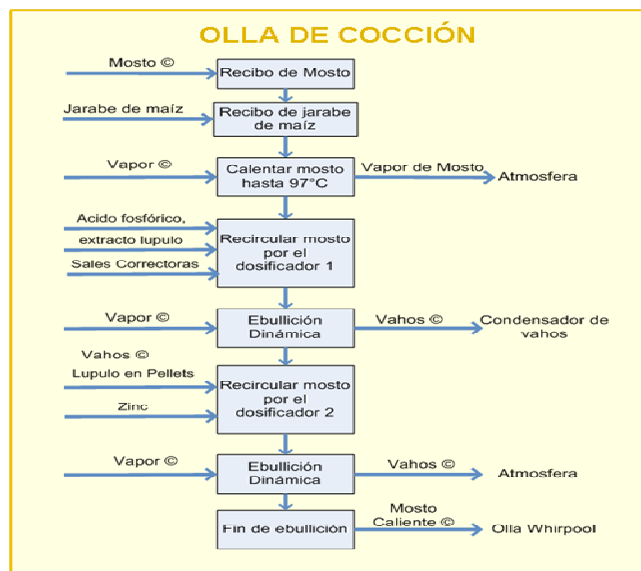 OLLA DE COCCIÓN
Mosto ©
Recibo de Mosto
Jarabe de maíz
Recibo de jarabe
de maíz
Vapor ©
Calentar mosto
hasta 97°C
Vapor de Mosto
Atmosfera
Acido fosfórico,
extracto lupulo
Sales Correctoras
Recircular mosto
por el
dosificador 1
Vapor ©
Ebullición
Dinámica
Vahos ©
Condensador de
vahos
Vahos ©
Lupulo en Pellets
Zinc
Recircular mosto
por el
dosificador 2
Vapor ©
Ebullición
Dinámica
Vahos ©
Atmosfera
Fin de ebullición
Mosto
Caliente ©
Olla Whirpool